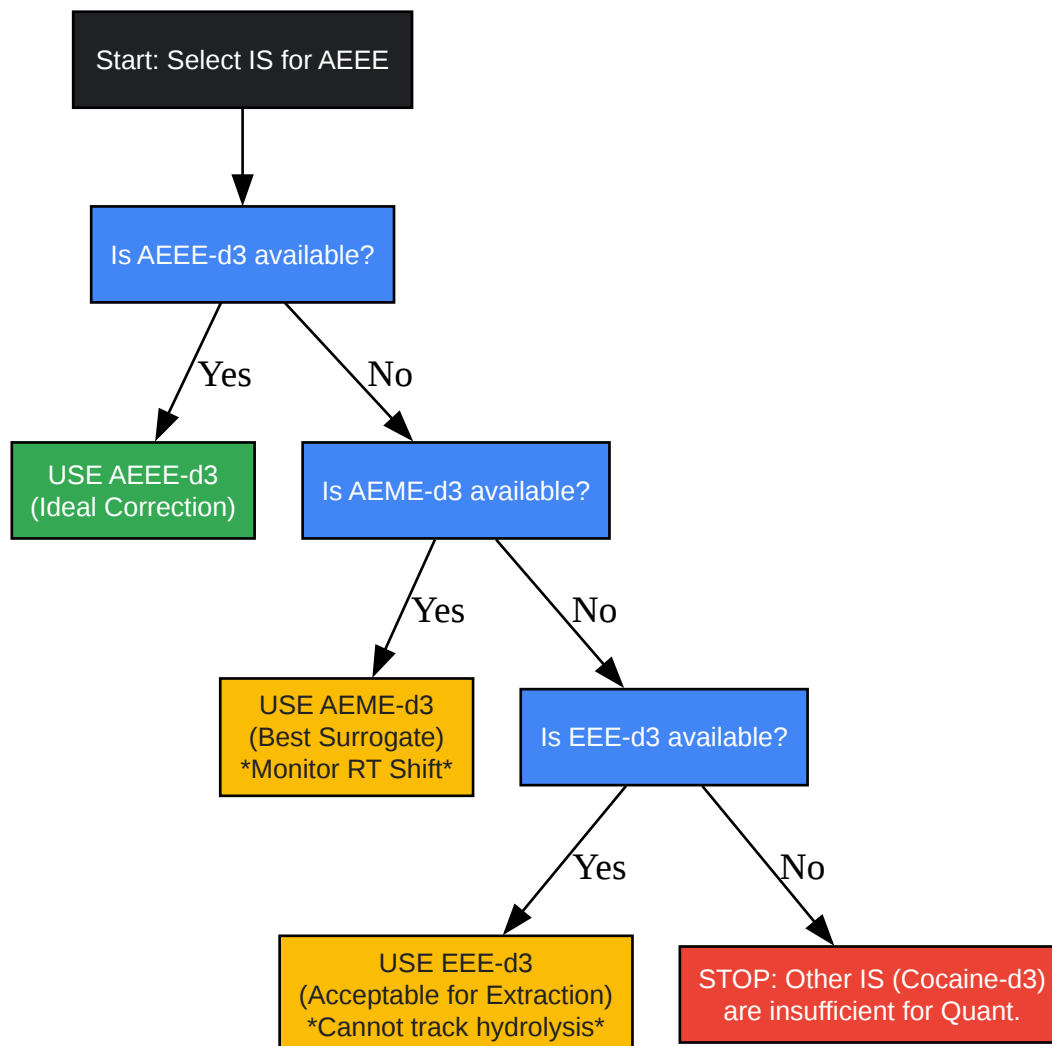 Start: Select IS for AEEE
Is AEEE-d3 available?
Yes
No
USE AEEE-d3
(Ideal Correction)
Is AEME-d3 available?
Yes
No
USE AEME-d3
(Best Surrogate)
*Monitor RT Shift*
Is EEE-d3 available?
Yes
No
USE EEE-d3
(Acceptable for Extraction)
*Cannot track hydrolysis*
STOP: Other IS (Cocaine-d3)
are insufficient for Quant.